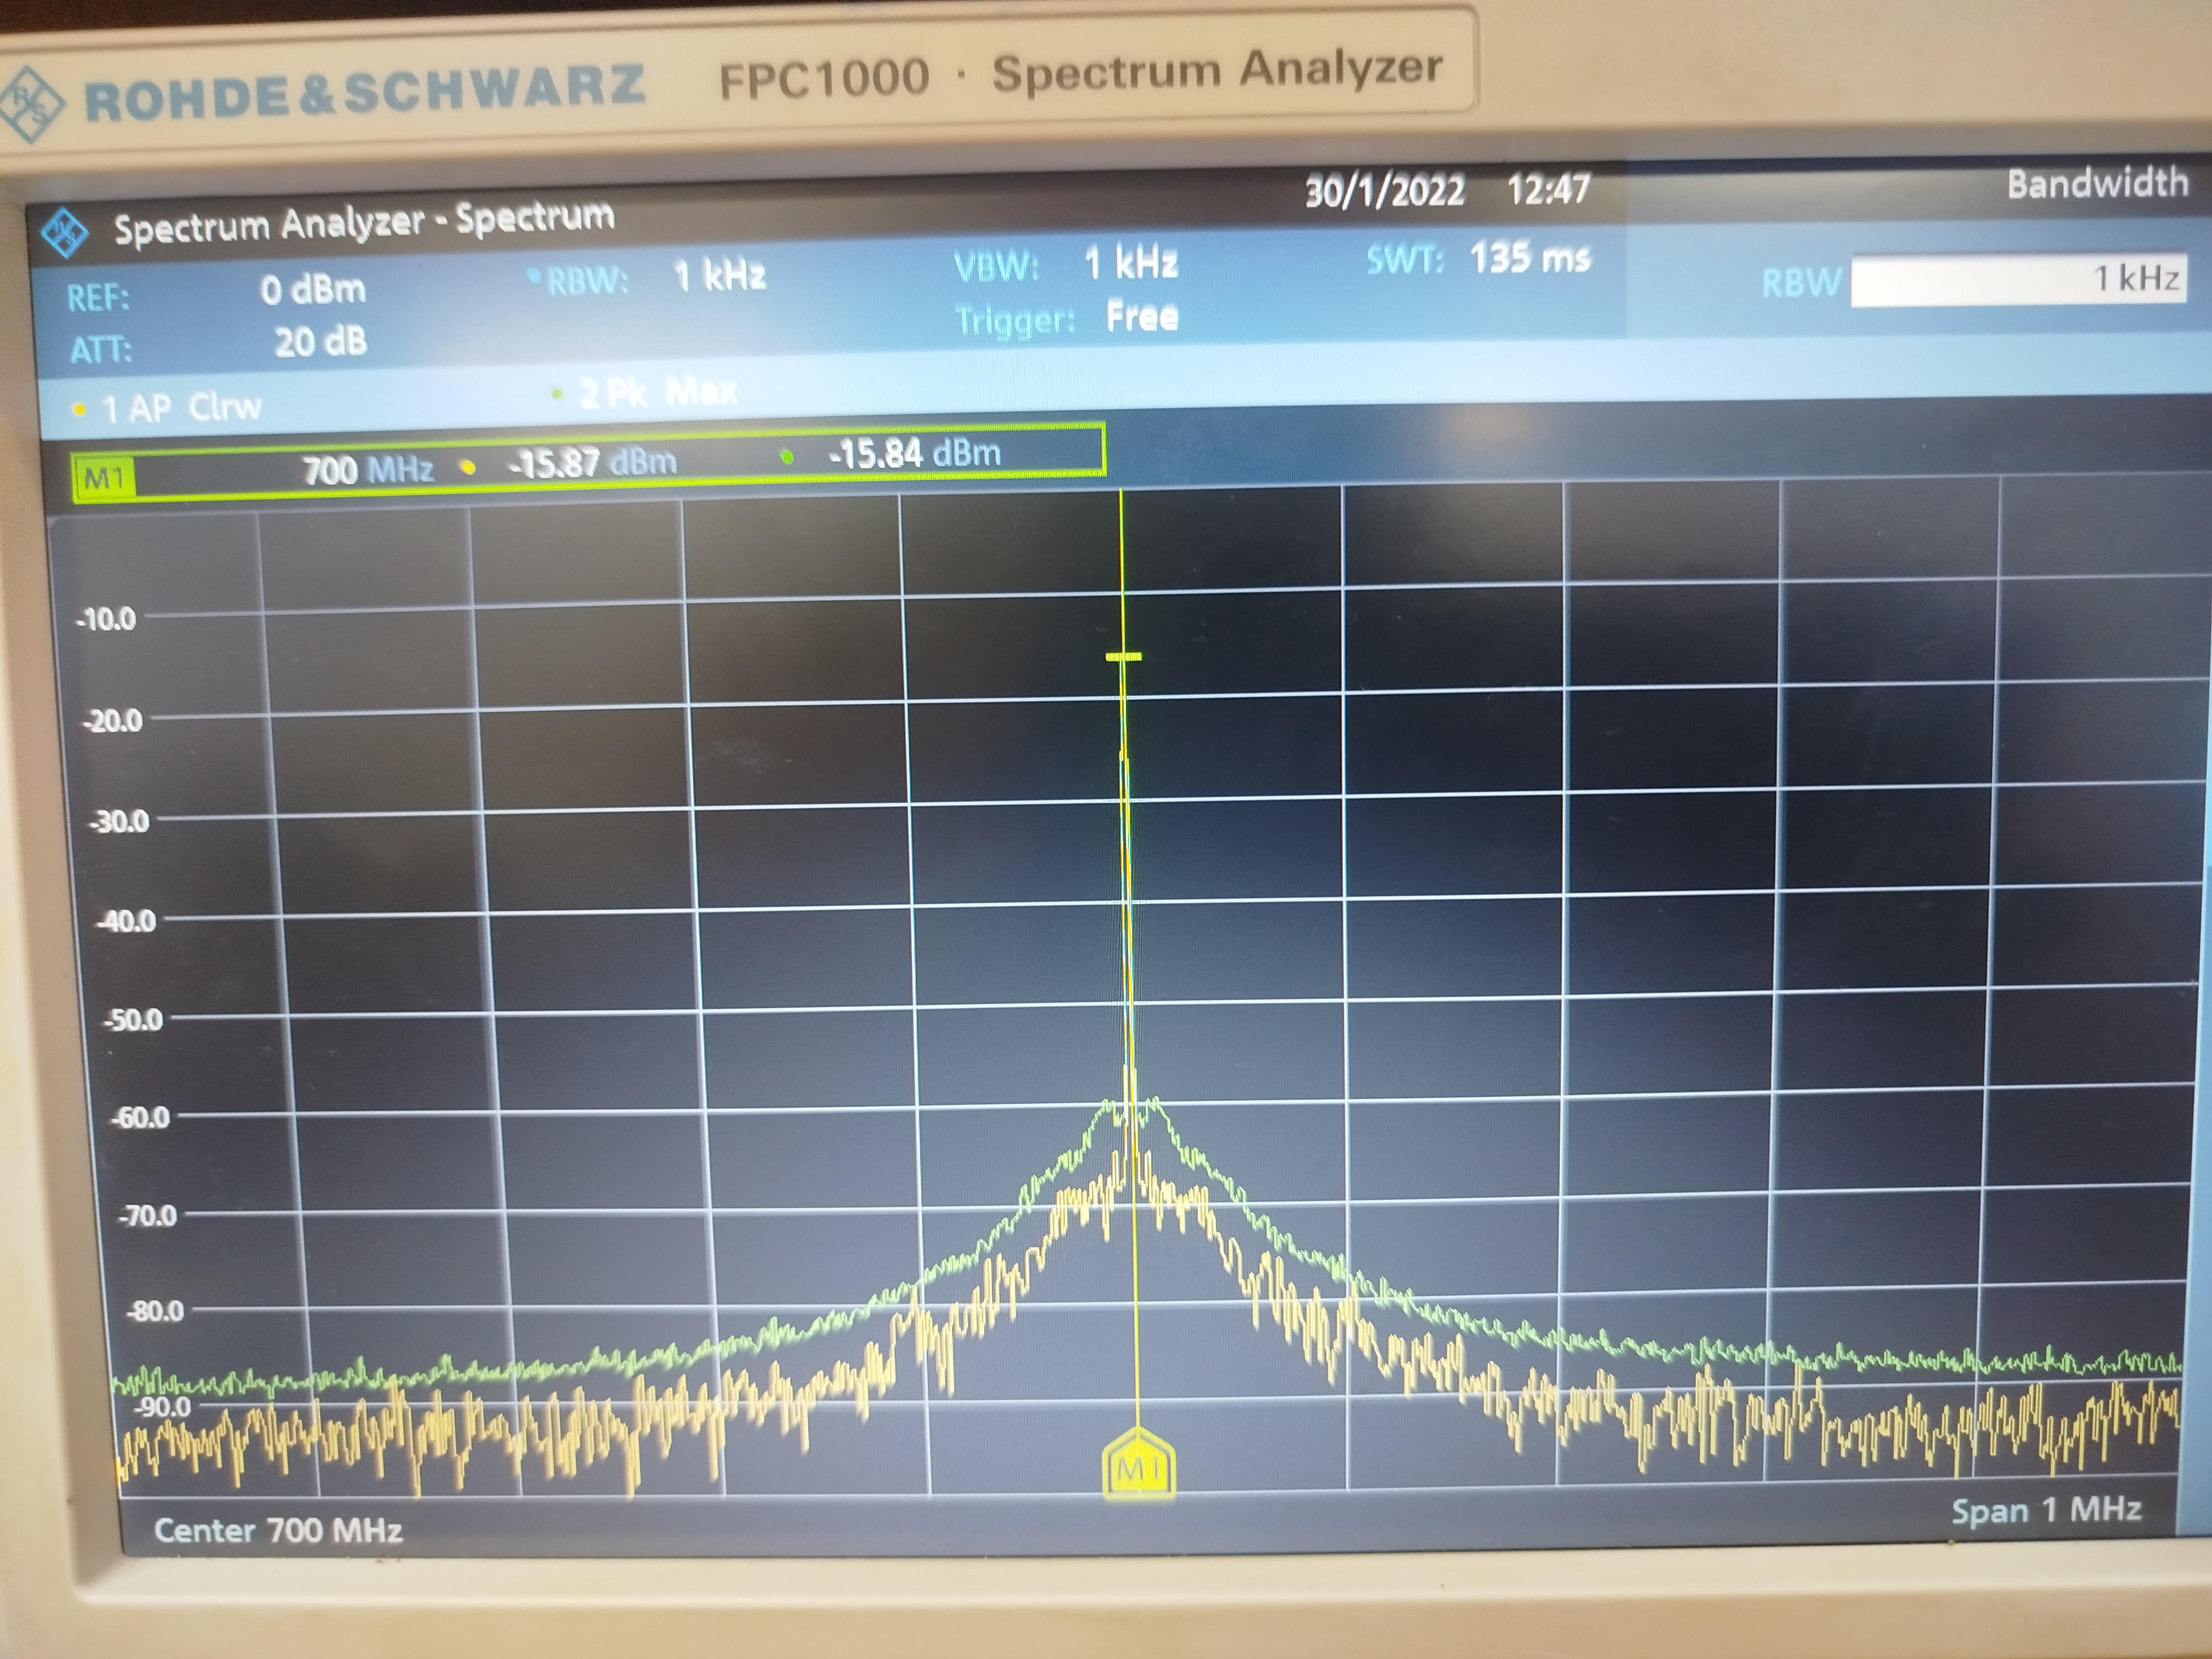 ROHDE&SCHWARZ FPC1000 · Spectrum Analyzer
Spectrum Analyzer - Spectrum 30/1/2022 12:47 Bandwidth
REF: 0 dBm RBW: 1 kHz VBW: 1 kHz SWT: 135 ms RBW 1 kHz
ATT: 20 dB Trigger: Free
1 AP Clrw 2 Pk Max
M1 700 MHz -15.87 dBm -15.84 dBm
-10.0
-20.0
-30.0
-40.0
-50.0
-60.0
-70.0
-80.0
-90.0
M1
Center 700 MHz Span 1 MHz